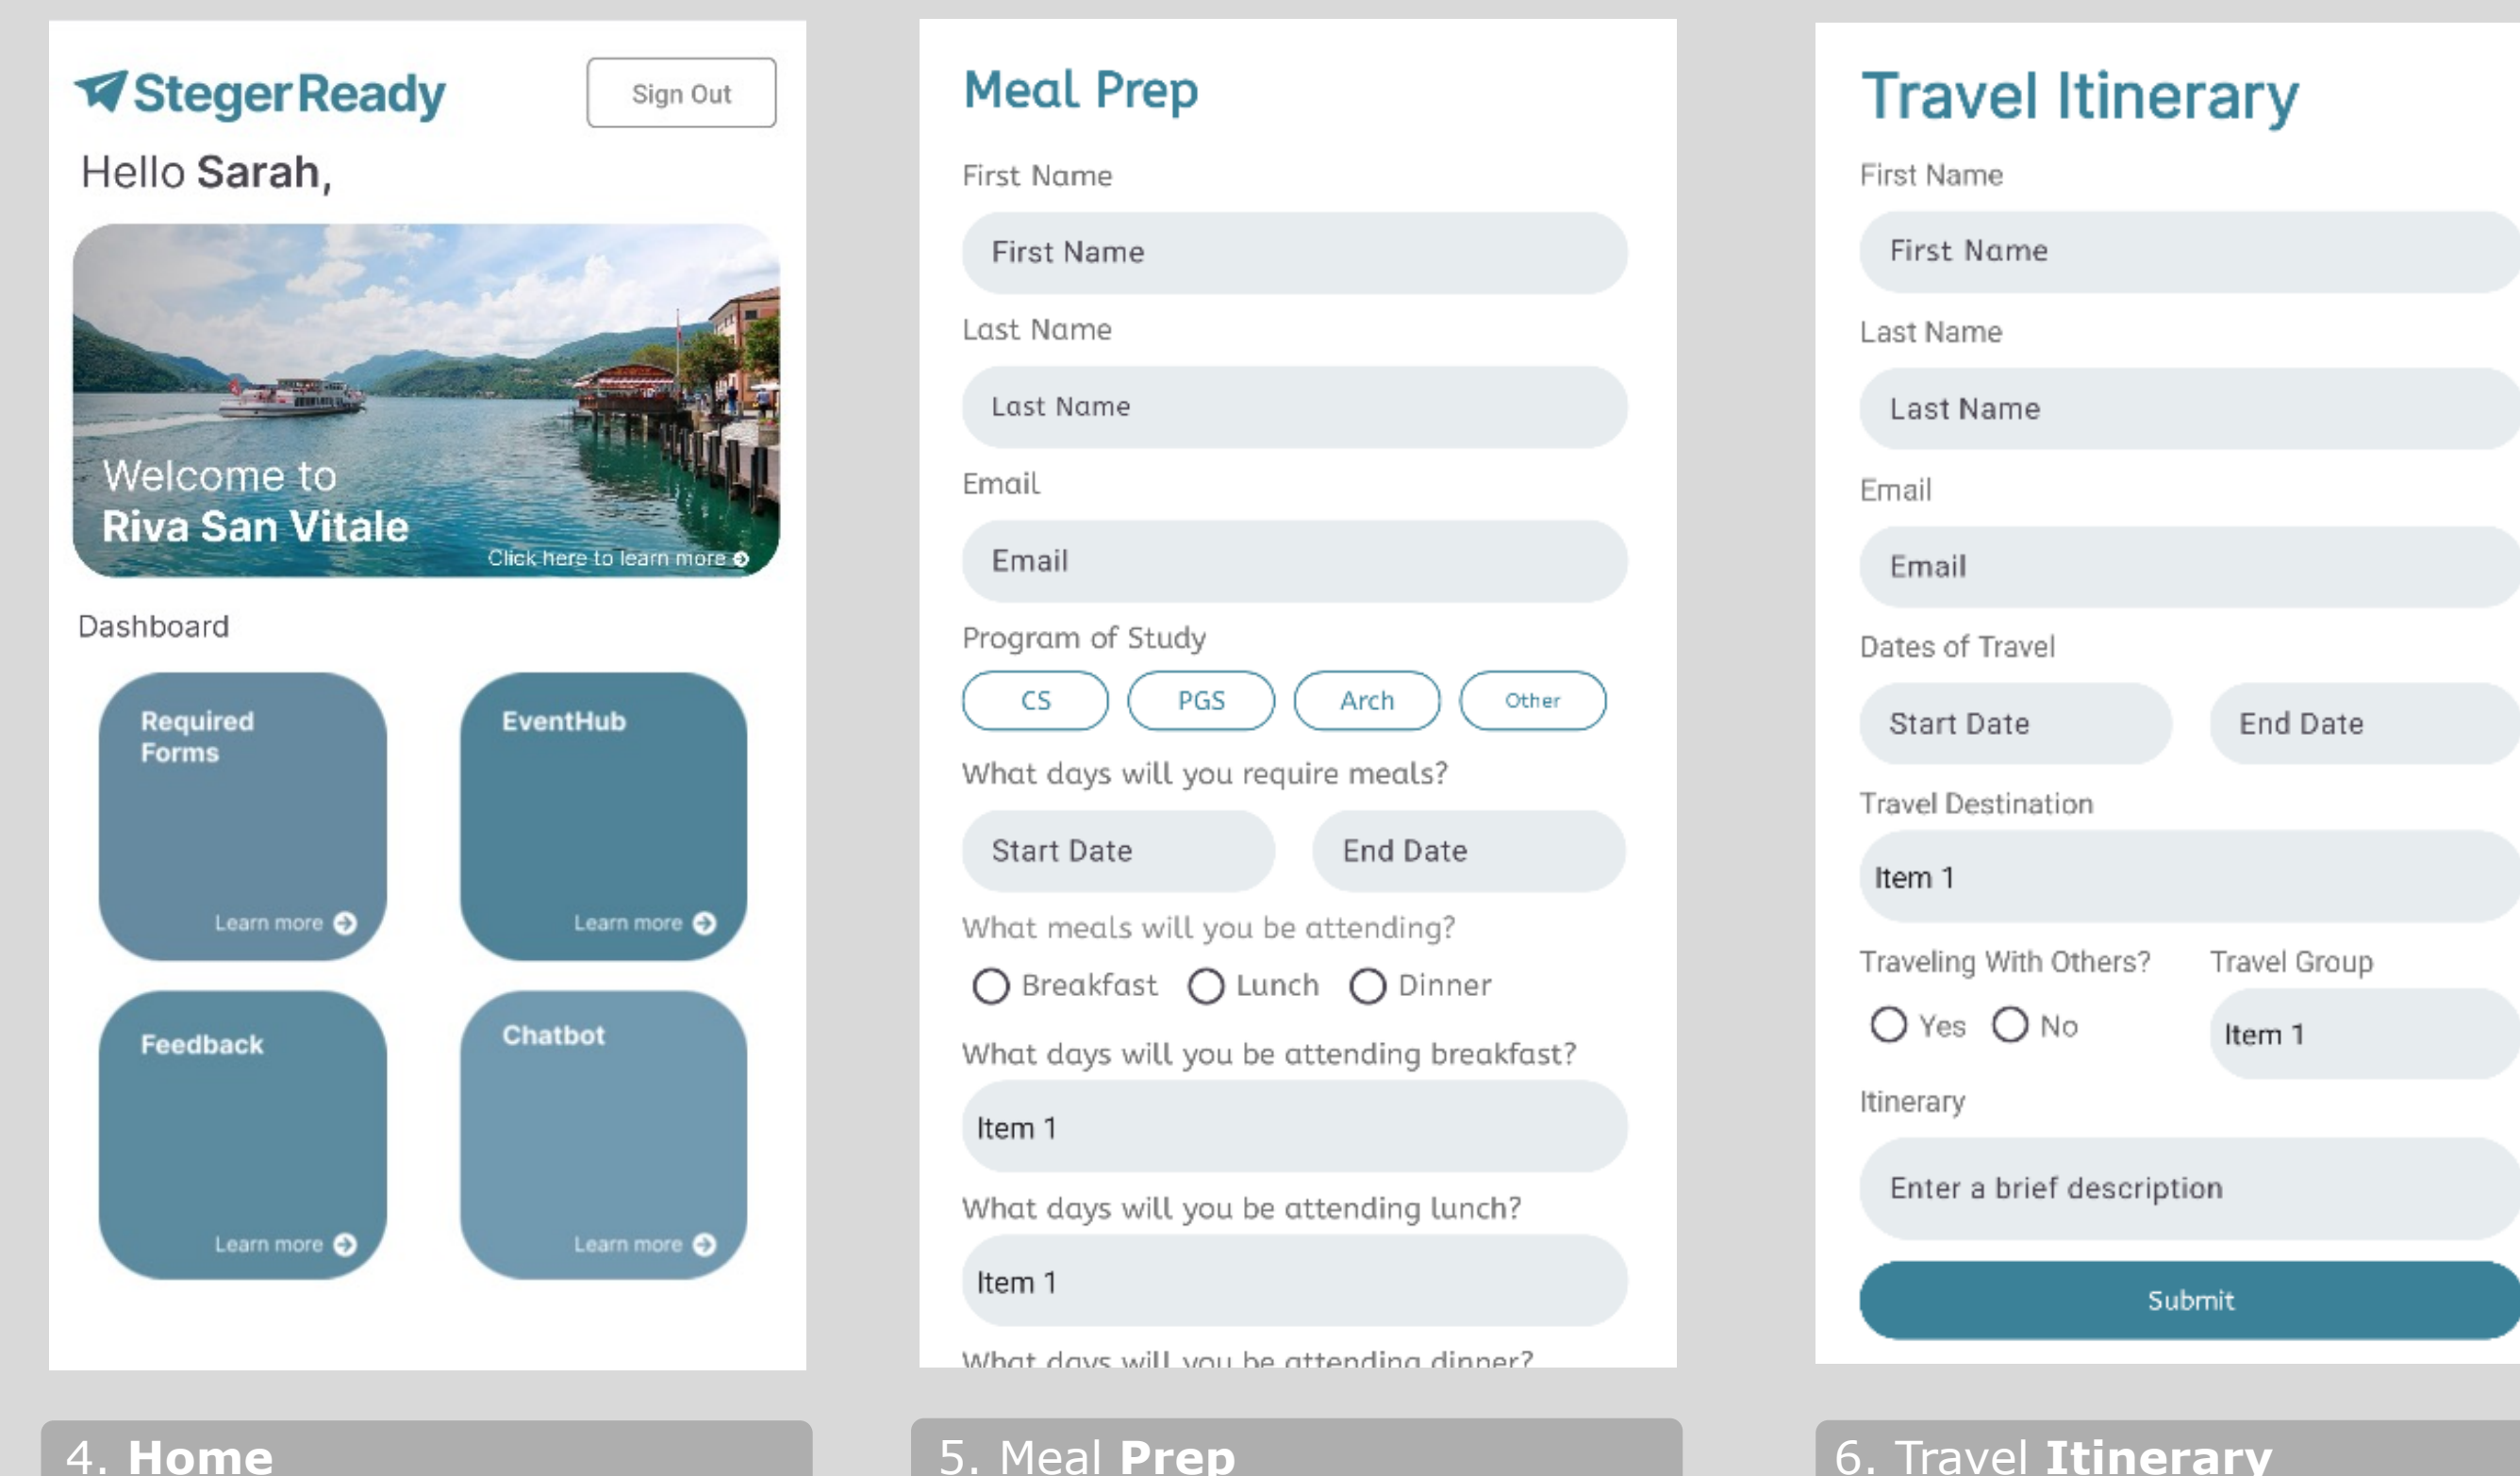 StegerReady
Sign Out
Hello Sarah,
Welcome to
Riva San Vitale
Click here to learn more
Dashboard
Required
Forms
Learn more
EventHub
Learn more
Feedback
Learn more
Chatbot
Learn more
4. Home
Meal Prep
First Name
First Name
Last Name
Last Name
Email
Email
Program of Study
CS PGS Arch Other
What days will you require meals?
Start Date End Date
What meals will you be attending?
Breakfast Lunch Dinner
What days will you be attending breakfast?
Item 1
What days will you be attending lunch?
Item 1
What days will you be attending dinner?
5. Meal Prep
Travel Itinerary
First Name
First Name
Last Name
Last Name
Email
Email
Dates of Travel
Start Date End Date
Travel Destination
Item 1
Traveling With Others? Travel Group
Yes No Item 1
Itinerary
Enter a brief description
Submit
6. Travel Itinerary